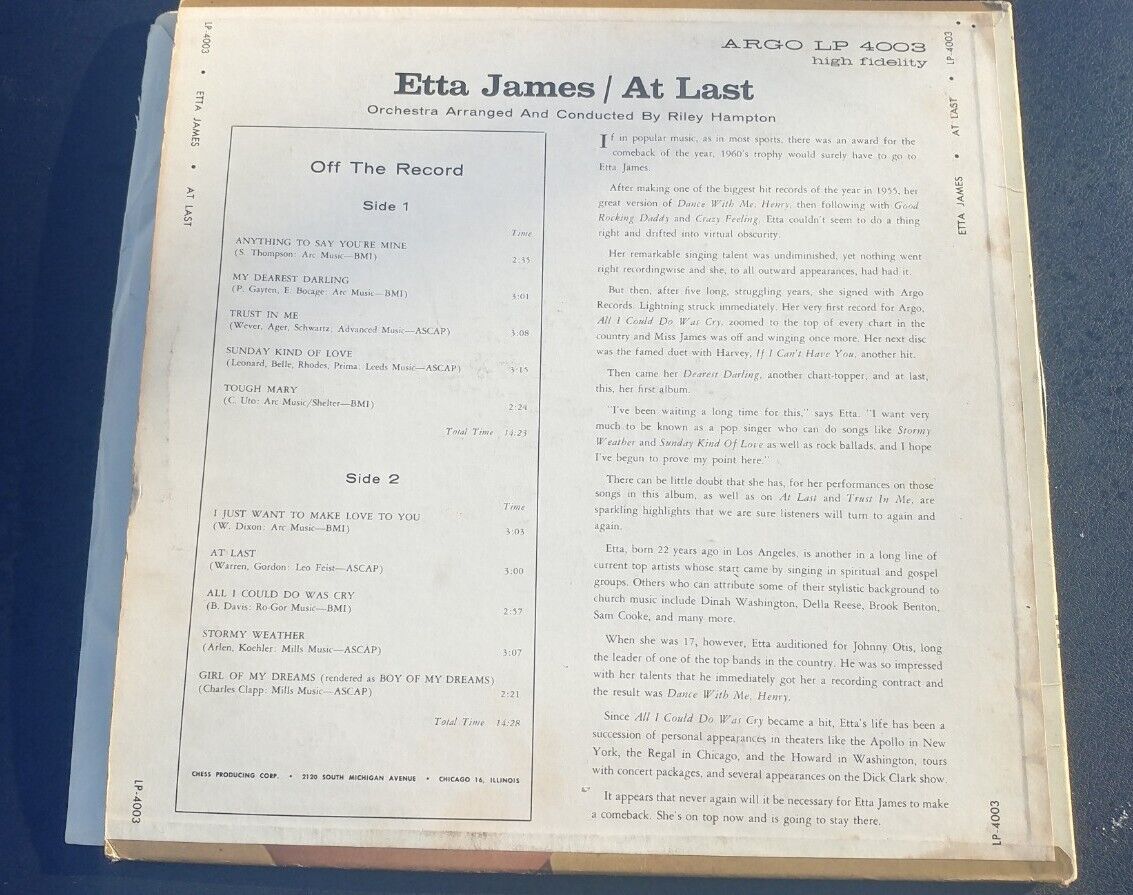 LP-4003 • ETTA JAMES • AT LAST
ARGO LP 4003
high fidelity
Etta James / At Last
Orchestra Arranged And Conducted By Riley Hampton
Off The Record
Side 1
Time
ANYTHING TO SAY YOU'RE MINE
(S. Thompson: Arc Music—BMI) 2:35
MY DEAREST DARLING
(P. Gayten, E. Bocage: Arc Music—BMI) 3:01
TRUST IN ME
(Wever, Ager, Schwartz: Advanced Music—ASCAP) 3:08
SUNDAY KIND OF LOVE
(Leonard, Belle, Rhodes, Prima: Leeds Music—ASCAP) 3:15
TOUGH MARY
(C. Uto: Arc Music/Shelter—BMI) 2:24
Total Time 14:23
Side 2
Time
I JUST WANT TO MAKE LOVE TO YOU
(W. Dixon: Arc Music—BMI) 3:03
AT LAST
(Warren, Gordon: Leo Feist—ASCAP) 3:00
ALL I COULD DO WAS CRY
(B. Davis: Ro-Gor Music—BMI) 2:57
STORMY WEATHER
(Arlen, Koehler: Mills Music—ASCAP) 3:07
GIRL OF MY DREAMS (rendered as BOY OF MY DREAMS)
(Charles Clapp: Mills Music—ASCAP) 2:21
Total Time 14:28
CHESS PRODUCING CORP. • 2120 SOUTH MICHIGAN AVENUE • CHICAGO 16, ILLINOIS
If in popular music, as in most sports, there was an award for the
comeback of the year, 1960's trophy would surely have to go to
Etta James.
After making one of the biggest hit records of the year in 1955, her
great version of Dance With Me, Henry, then following with Good
Rocking Daddy and Crazy Feeling, Etta couldn't seem to do a thing
right and drifted into virtual obscurity.
Her remarkable singing talent was undiminished, yet nothing went
right recordingwise and she, to all outward appearances, had had it.
But then, after five long, struggling years, she signed with Argo
Records. Lightning struck immediately. Her very first record for Argo,
All I Could Do Was Cry, zoomed to the top of every chart in the
country and Miss James was off and winging once more. Her next disc
was the famed duet with Harvey, If I Can't Have You, another hit.
Then came her Dearest Darling, another chart-topper, and at last,
this, her first album.
"I've been waiting a long time for this," says Etta. "I want very
much to be known as a pop singer who can do songs like Stormy
Weather and Sunday Kind Of Love as well as rock ballads, and I hope
I've begun to prove my point here."
There can be little doubt that she has, for her performances on those
songs in this album, as well as on At Last and Trust In Me, are
sparkling highlights that we are sure listeners will turn to again and
again.
Etta, born 22 years ago in Los Angeles, is another in a long line of
current top artists whose start came by singing in spiritual and gospel
groups. Others who can attribute some of their stylistic background to
church music include Dinah Washington, Della Reese, Brook Benton,
Sam Cooke, and many more.
When she was 17, however, Etta auditioned for Johnny Otis, long
the leader of one of the top bands in the country. He was so impressed
with her talents that he immediately got her a recording contract and
the result was Dance With Me, Henry.
Since All I Could Do Was Cry became a hit, Etta's life has been a
succession of personal appearances in theaters like the Apollo in New
York, the Regal in Chicago, and the Howard in Washington, tours
with concert packages, and several appearances on the Dick Clark show.
It appears that never again will it be necessary for Etta James to make
a comeback. She's on top now and is going to stay there.
ETTA JAMES • AT LAST • LP-4003
LP-4003
LP-4003